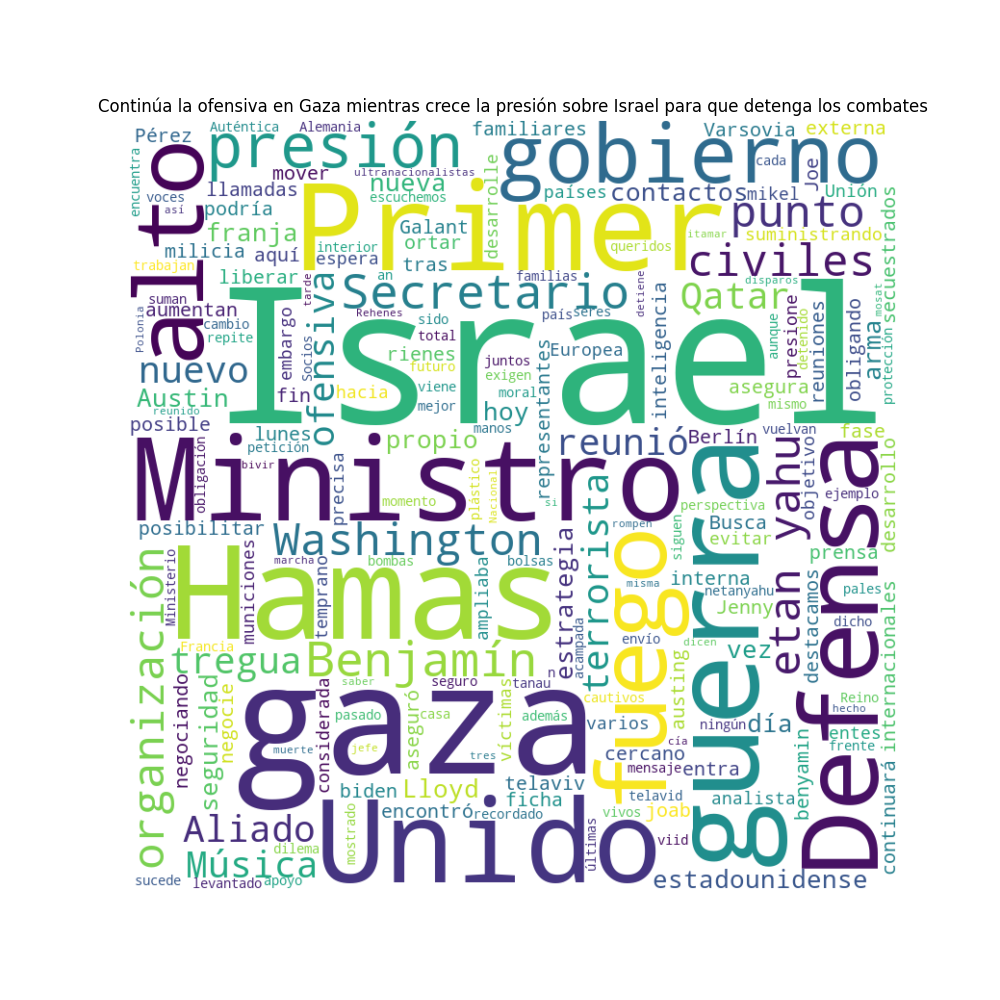 Continúa la ofensiva en Gaza mientras crece la presión sobre Israel para que detenga los combates
Pérez
Auténtica
Alemania
familiares
Varsovia
externa
encuentra
voces
así
alto
presión
mover
ultranacionalistas
gobierno
cada
Joe
Unión
llamadas
nueva
escuchemos
desarrolle
países
contactos
mikel
podría
Primer
punto
secuestrados
milicia
franja
Galant
ortar
queridos
itamar
suministrando
aquí
interior
espera
tras
civiles
trabajan
liberar
tarde
an
familias
detiene
disparos
mosat
suman
aumentan
Polonia
cambio
repite
embargo
Socios
ofensiva
Secretario
Rehenes
sido
total
país
seres
Qatar
presione
detenido
reuniones
obligando
arma
protección
aunque
nuevo
Israel
rienes
futuro
juntos
Europea
inteligencia
Austin
fin
hacia
viene
exigen
moral
representantes
asegura
mismo
reunido
mejor
hoy
manos
posible
lunes
petición
propio
reunió
Berlín
vuelvan
fase
Ministro
obligación
bivir
precisa
momento
plástico
Nacional
si
perspectiva
guerra
etan yahu
objetivo
Defensa
ejemplo
desarrollo
posibilitar
Washington
terrorista
fuego
rompen
siguen
Busca
evitar
prensa
organización
Ministerio
Hamas
marcha
municiones
temprano
bombas
bolsas
ampliaba
estrategia
misma
interna
netanyahu
Jenny
destacamos
pales
dicho
Francia
acampada
envío
dicen
vez
tregua
Benjamín
negociando
seguridad
negocie
saber
seguro
tanau
n
cautivos
austing
Reino
hecho
internacionales
considerada
pasado
casa
aseguró
víctimas
además
varios
ningún
día
entes
frente
gaza
muerte
jefe
tres
cercano
cía
mensaje
entra
biden
Lloyd
telaviv
ficha
telavid
analista
benyamin
continuará
Aliado
encontró
recordado
vivos
joab
Unido
mostrado
dilema
últimas
viid
Música
sucede
levantado
apoyo
estadounidense